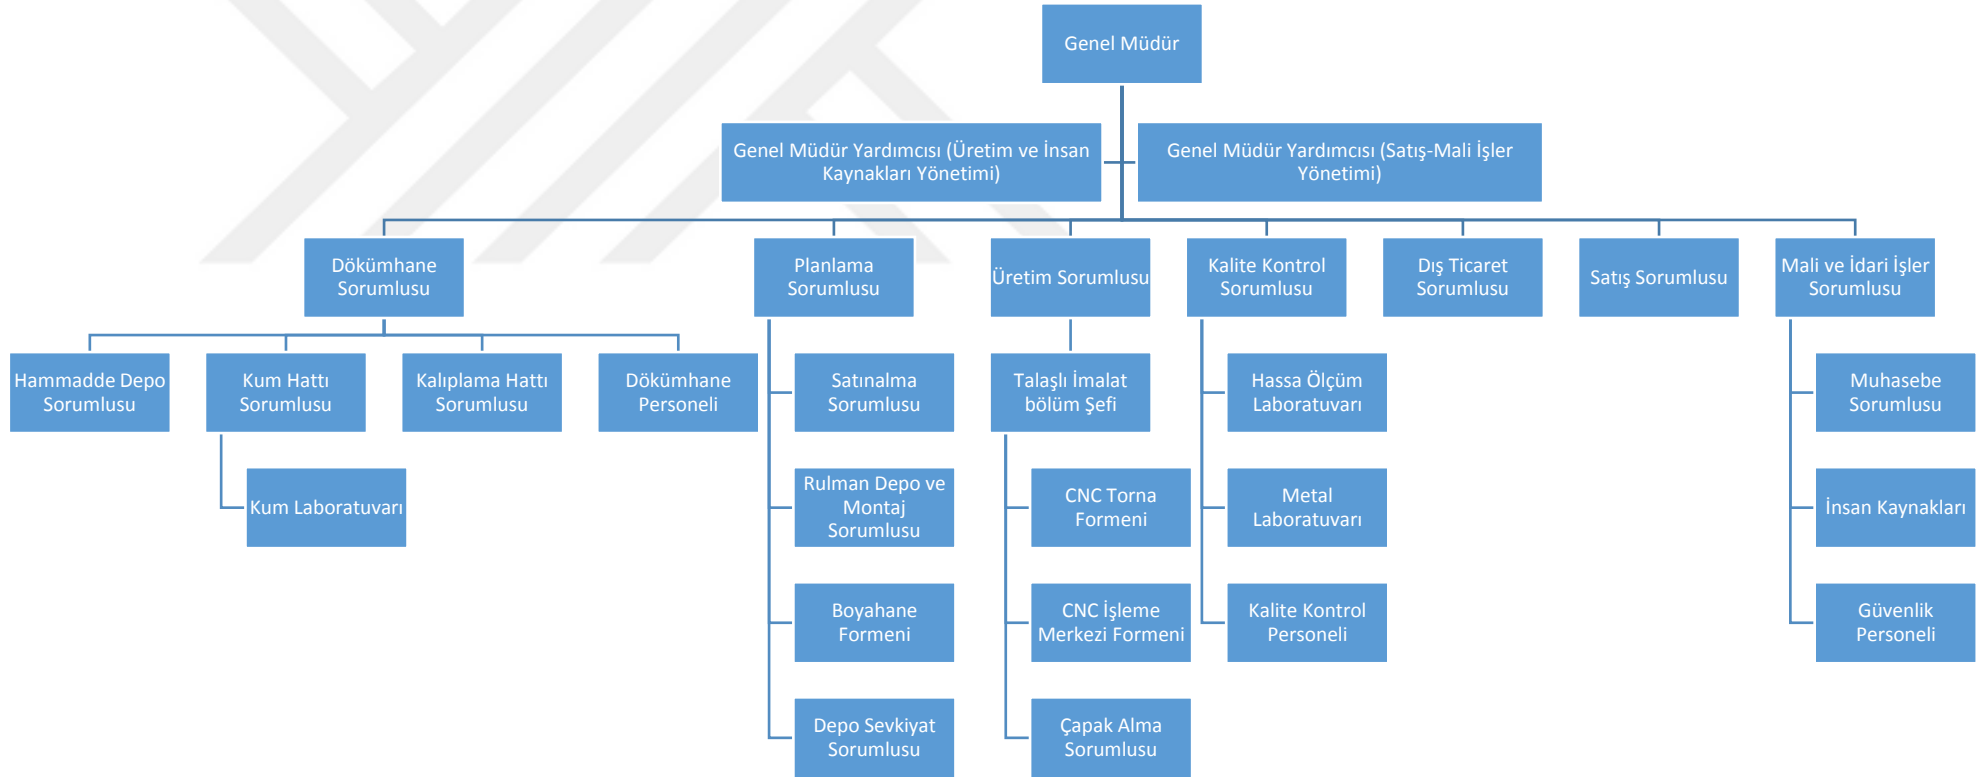 Genel Müdür
Genel Müdür Yardımcısı (Üretim ve İnsan
Kaynakları Yönetimi)
Genel Müdür Yardımcısı (Satış-Mali İşler
Yönetimi)
Dökümhane
Sorumlusu
Planlama
Sorumlusu
Üretim Sorumlusu
Kalite Kontrol
Sorumlusu
Dış Ticaret
Sorumlusu
Satış Sorumlusu
Mali ve İdari İşler
Sorumlusu
Hammadde Depo
Sorumlusu
Kum Hattı
Sorumlusu
Kalıplama Hattı
Sorumlusu
Dökümhane
Personeli
Satınalma
Sorumlusu
Talaşlı İmalat
bölüm Şefi
Hassa Ölçüm
Laboratuvarı
Muhasebe
Sorumlusu
Kum Laboratuvarı
Rulman Depo ve
Montaj
Sorumlusu
CNC Torna
Formeni
Metal
Laboratuvarı
İnsan Kaynakları
Boyahane
Formeni
CNC İşleme
Merkezi Formeni
Kalite Kontrol
Personeli
Güvenlik
Personeli
Depo Sevkiyat
Sorumlusu
Çapak Alma
Sorumlusu